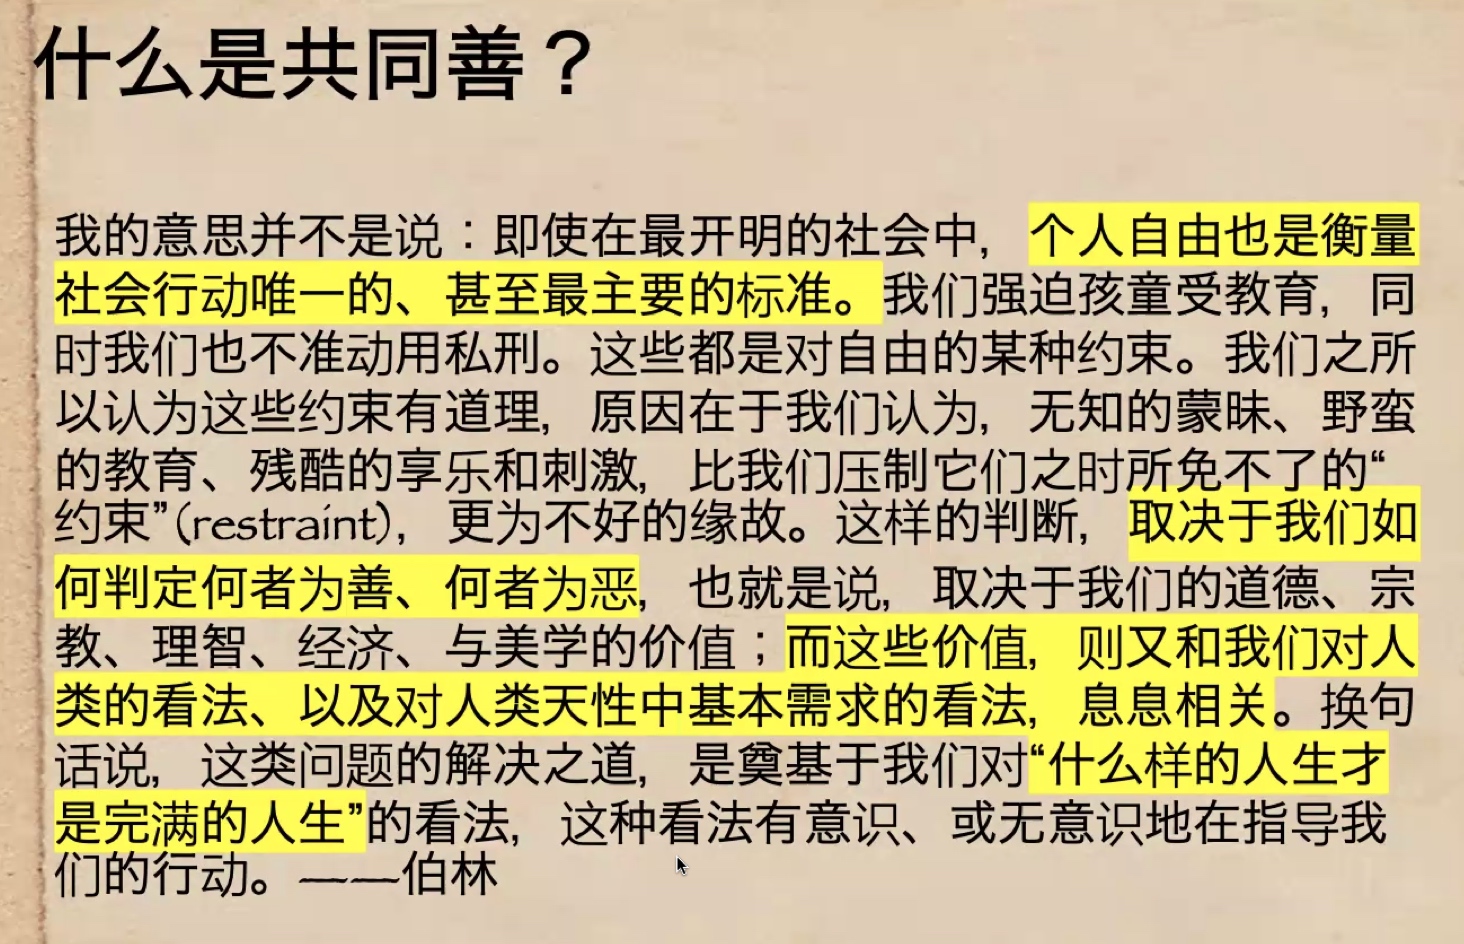 什么是共同善？
我的意思并不是说：即使在最开明的社会中，个人自由也是衡量
社会行动唯一的、甚至最主要的标准。我们强迫孩童受教育，同
时我们也不准动用私刑。这些都是对自由的某种约束。我们之所
以认为这些约束有道理，原因在于我们认为，无知的蒙昧、野蛮
的教育、残酷的享乐和刺激，比我们压制它们之时所免不了的“
约束”(restraint)，更为不好的缘故。这样的判断，取决于我们如
何判定何者为善、何者为恶，也就是说，取决于我们的道德、宗
教、理智、经济、与美学的价值；而这些价值，则又和我们对人
类的看法、以及对人类天性中基本需求的看法，息息相关。换句
话说，这类问题的解决之道，是奠基于我们对“什么样的人生才
是完满的人生”的看法，这种看法有意识、或无意识地在指导我
们的行动。——伯林